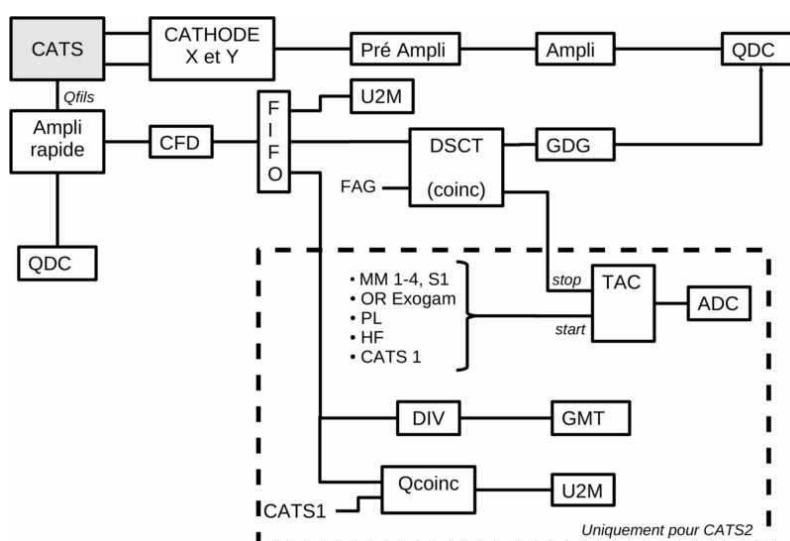 CATS
CATHODE
X et Y
Pré Ampli
Ampli
QDC
Qfils
Ampli
rapide
CFD
F
I
F
O
U2M
DSCT
(coinc)
GDG
FAG
QDC
• MM 1-4, S1
• OR Exogam
• PL
• HF
• CATS 1
stop
start
TAC
ADC
DIV
GMT
Qcoinc
U2M
CATS1
Uniquement pour CATS2